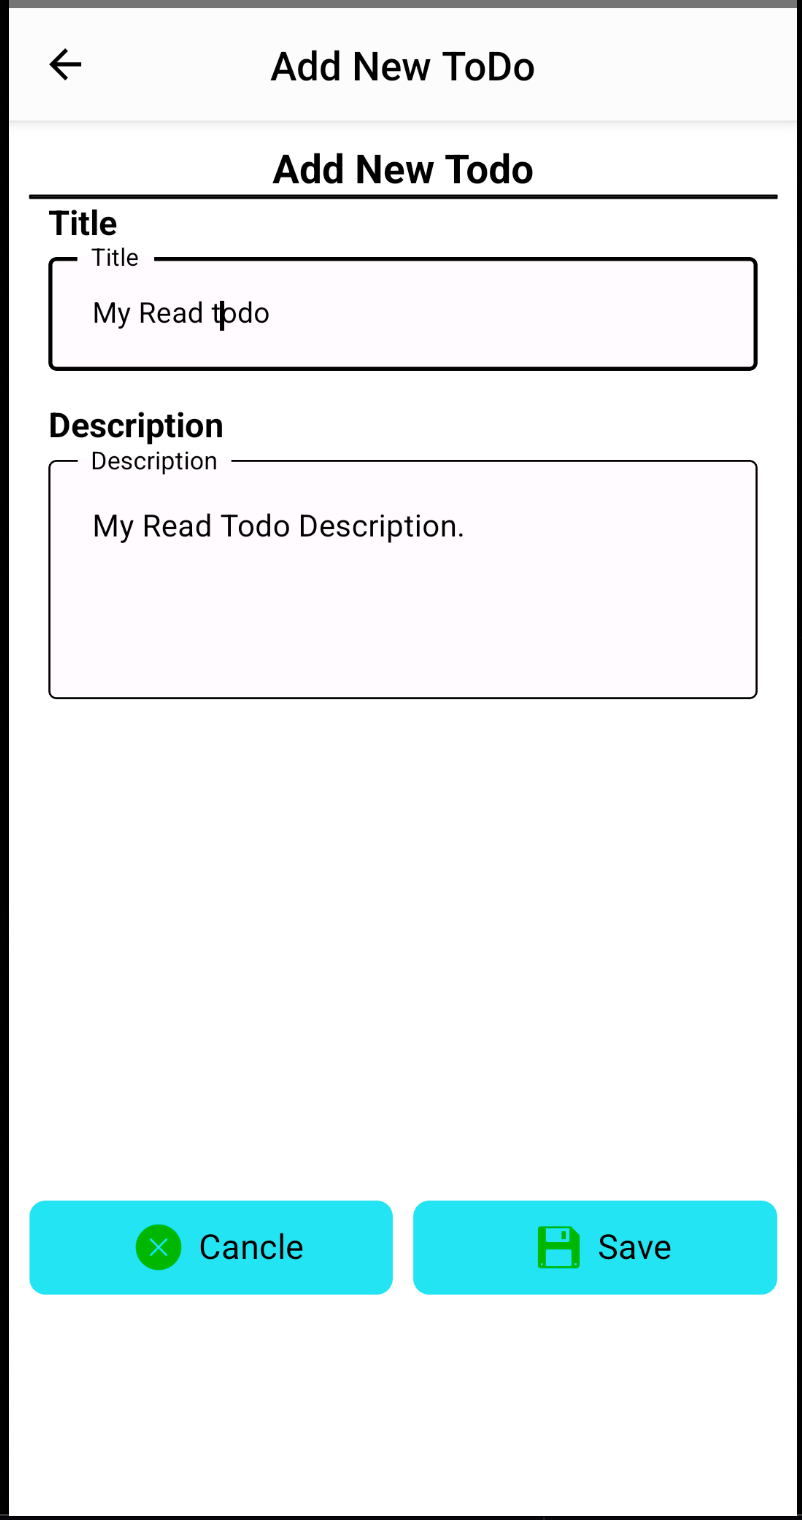 Add New ToDo
Add New Todo
Title
Title
My Read todo
Description
Description
My Read Todo Description.
Cancle
Save